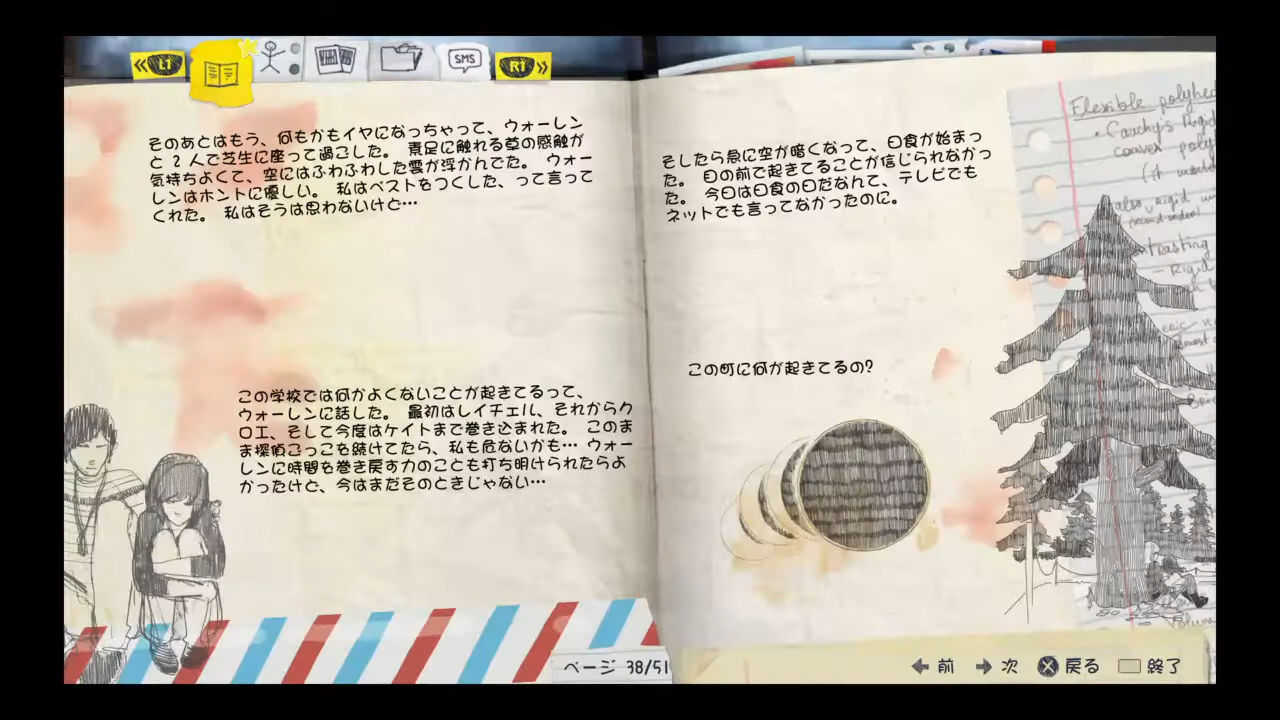 L1
SMS
R1
そのあとはもう、何もかもイヤになっちゃって、ウォーレン
と 2 人で芝生に座って過ごした。 素足に触れる草の感触が
気持ちよくて、空にはふわふわした雲が浮かんでた。 ウォー
レンはホントに優しい。 私はベストをつくした、って言って
くれた。 私はそうは思わないけど…
この学校では何かよくないことが起きてるって、
ウォーレンに話した。 最初はレイチェル、それからク
ロエ、そして今度はケイトまで巻き込まれた。 このま
ま探偵ごっこを続けてたら、私も危ないかも… ウォー
レンに時間を巻き戻す力のことも打ち明けられたらよ
かったけど、今はまだそのときじゃない…
そしたら急に空が暗くなって、日食が始まっ
た。 目の前で起きてることが信じられなかっ
た。 今日は日食の日だなんて、テレビでも
ネットでも言ってなかったのに。
この町に何が起きてるの?
Flexible
Cauchy's Rigid
convex
also, Rigid
Rigid
ページ 38/51
前 次 戻る 終了